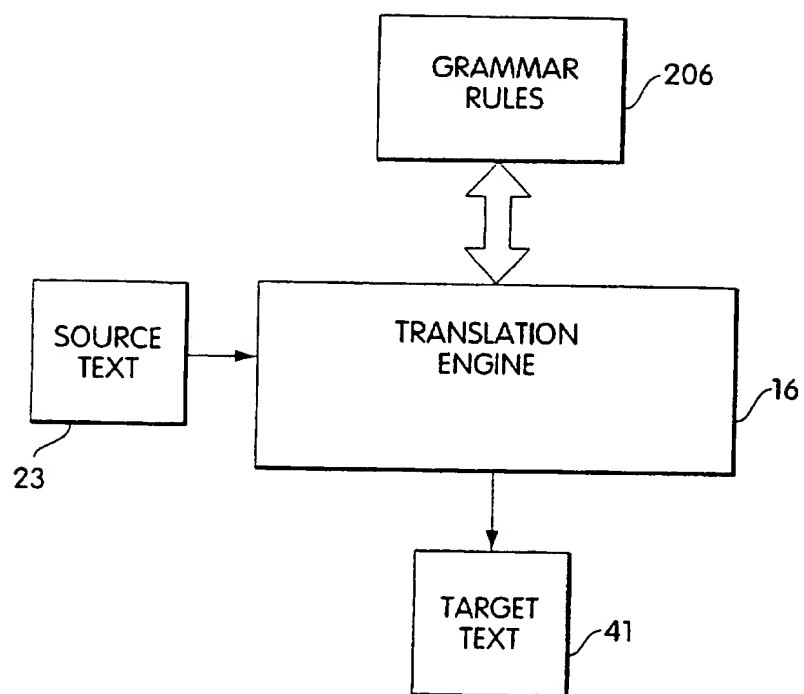 GRAMMAR
RULES
206
SOURCE
TEXT
23
TRANSLATION
ENGINE
16
TARGET
TEXT
41